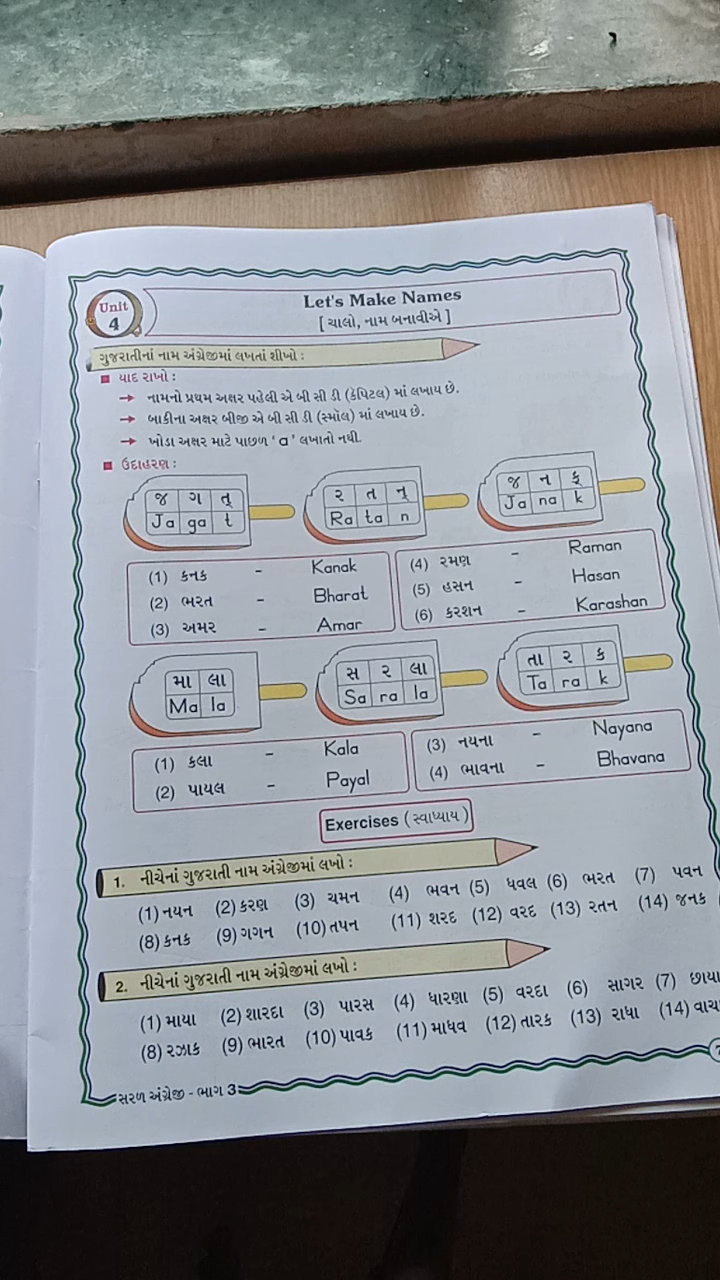 Unit 4
Let's Make Names
[ ચાલો, નામ બનાવીએ ]
ગુજરાતીનાં નામ અંગ્રેજીમાં લખતાં શીખો :
યાદ રાખો :
→ નામનો પ્રથમ અક્ષર પહેલી એ બી સી ડી (કેપિટલ) માં લખાય છે.
→ બાકીના અક્ષર બીજી એ બી સી ડી (સ્મૉલ) માં લખાય છે.
→ ખોડા અક્ષર માટે પાછળ ‘ a ’ લખાતો નથી.
ઉદાહરણ :
જ ગ ત્
Ja ga t
ર ત ન્
Ra ta n
જ ન ક્
Ja na k
(1) કનક - Kanak
(2) ભરત - Bharat
(3) અમર - Amar
(4) રમણ - Raman
(5) હસન - Hasan
(6) કરશન - Karashan
મા લા
Ma la
સ ર લા
Sa ra la
તા ર ક
Ta ra k
(1) કલા - Kala
(2) પાયલ - Payal
(3) નયના - Nayana
(4) ભાવના - Bhavana
Exercises ( સ્વાધ્યાય )
1. નીચેનાં ગુજરાતી નામ અંગ્રેજીમાં લખો :
(1) નયન (2) કરણ (3) ચમન (4) ભવન (5) ધવલ (6) ભરત (7) પવન
(8) કનક (9) ગગન (10) તપન (11) શરદ (12) વરદ (13) રતન (14) જનક
2. નીચેનાં ગુજરાતી નામ અંગ્રેજીમાં લખો :
(1) માયા (2) શારદા (3) પારસ (4) ધારણા (5) વરદા (6) સાગર (7) છાયા
(8) રઝાક (9) ભારત (10) પાવક (11) માધવ (12) તારક (13) રાધા (14)
સરળ અંગ્રેજી - ભાગ 3